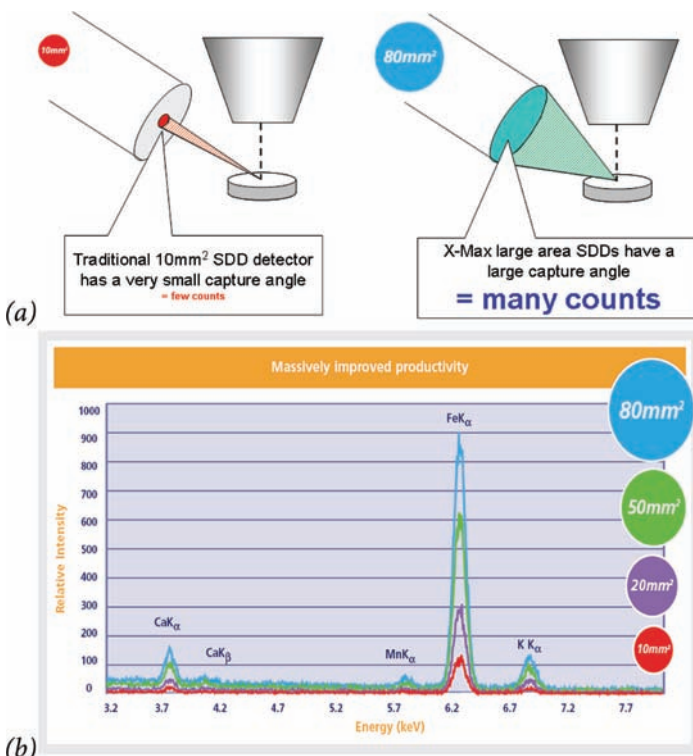 10mm²
80mm²
Traditional 10mm² SDD detector
has a very small capture angle
= few counts
X-Max large area SDDs have a
large capture angle
= many counts
(a)
Massively improved productivity
80mm²
50mm²
20mm²
10mm²
Relative Intensity
1000
900
800
700
600
500
400
300
200
100
0
CaKα
CaKβ
MnKα
FeKα
K Kα
3.2 3.7 4.2 4.7 5.2 5.7 6.2 6.7 7.2 7.7
Energy (keV)
(b)